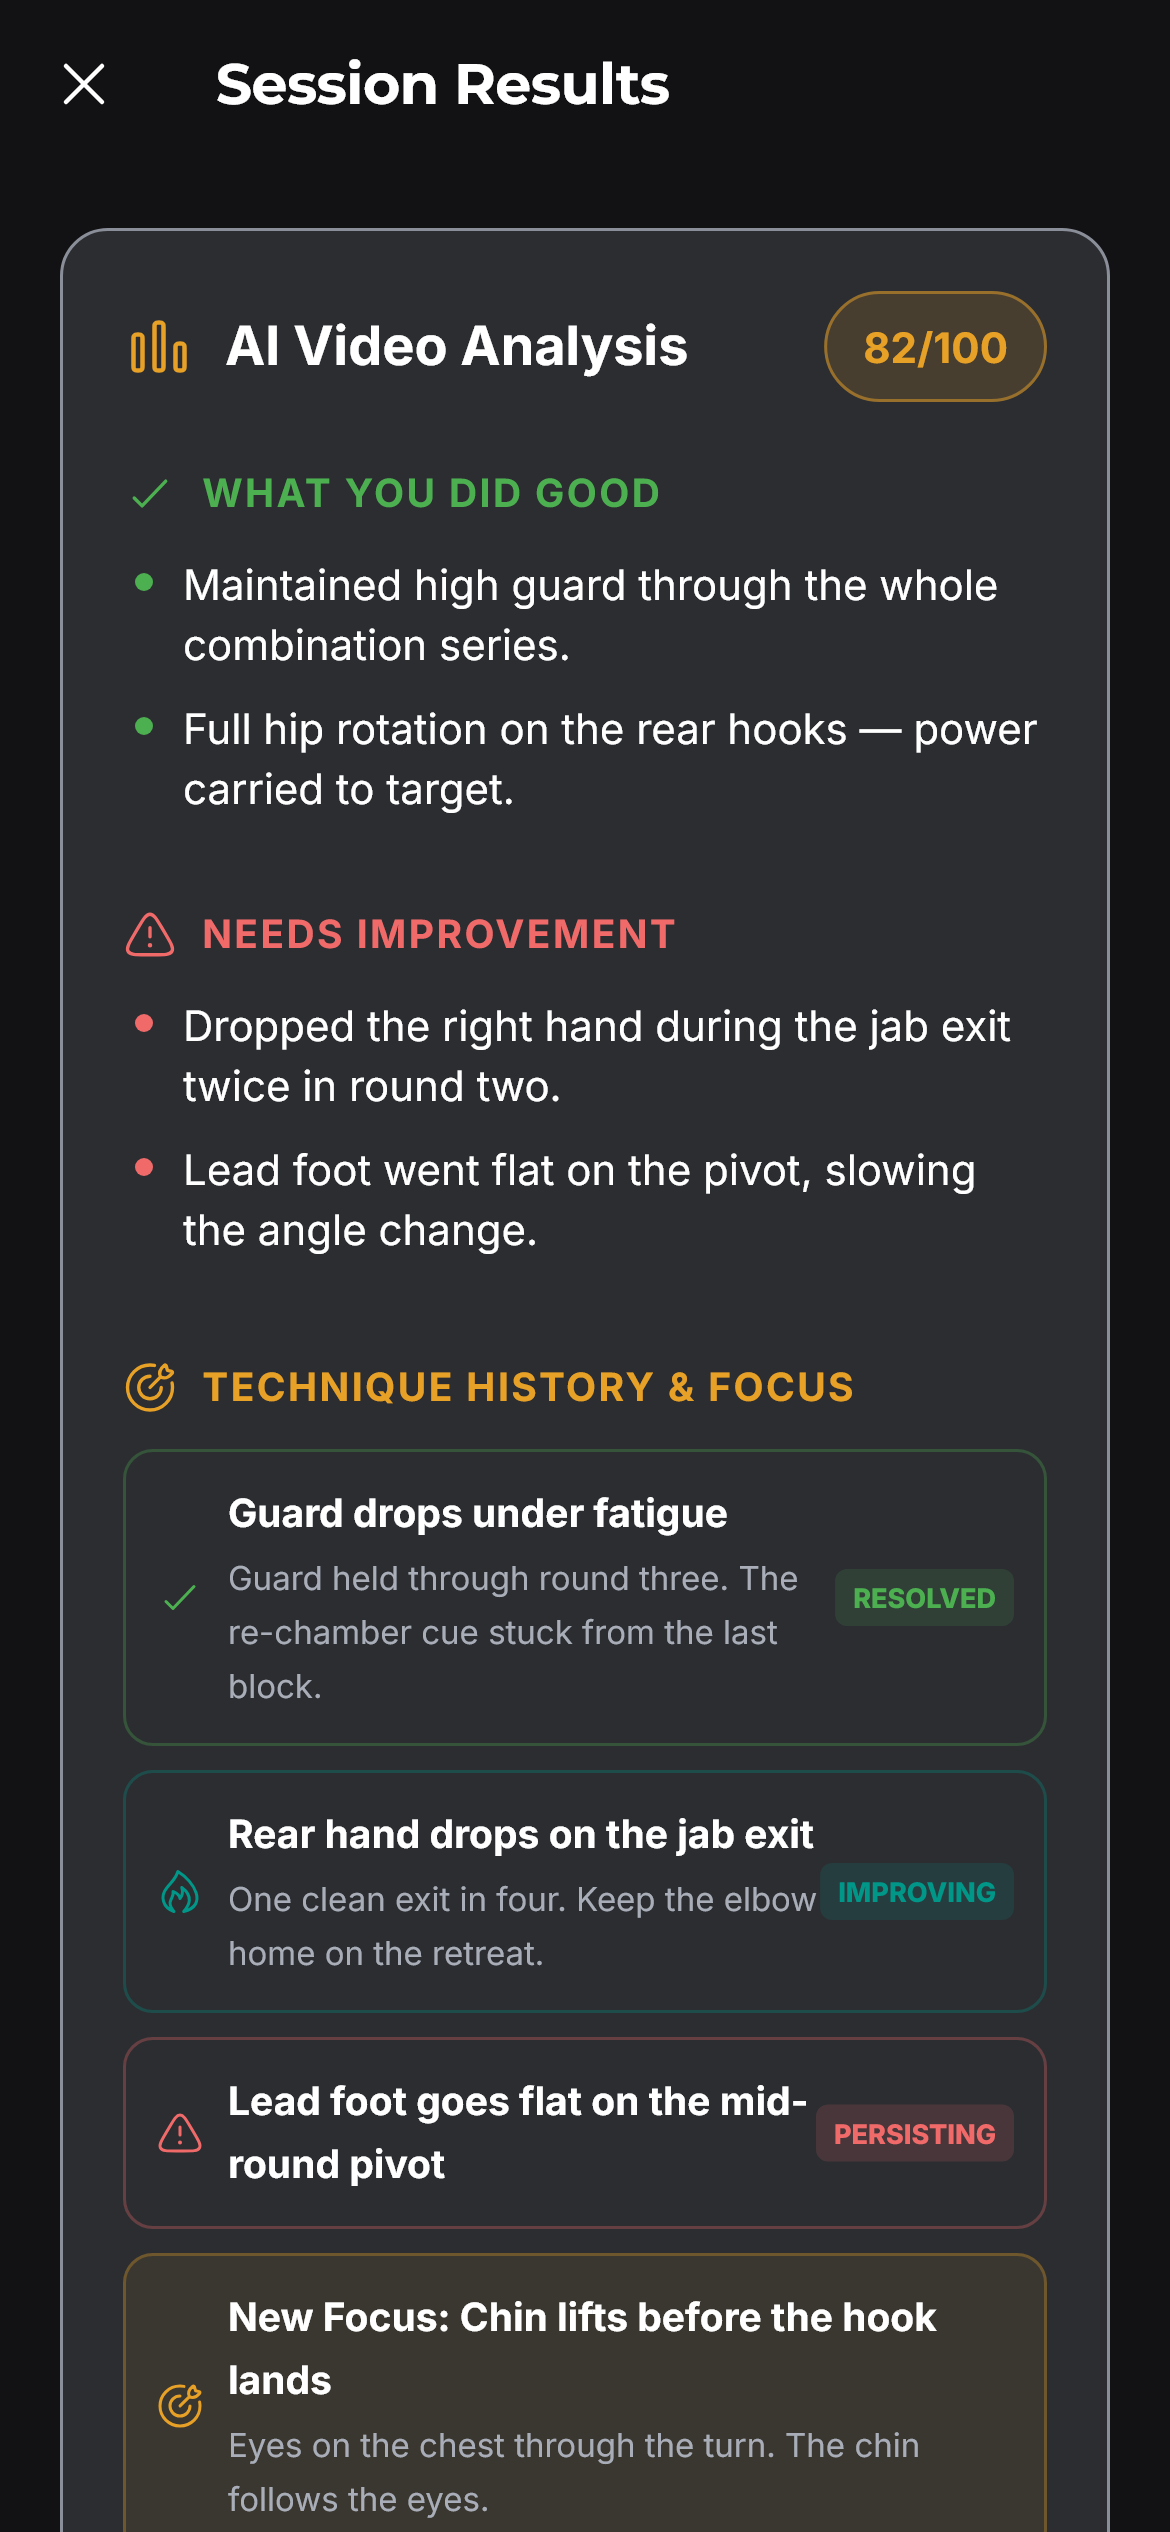 Session Results
AI Video Analysis
82/100
WHAT YOU DID GOOD
Maintained high guard through the whole
combination series.
Full hip rotation on the rear hooks — power
carried to target.
NEEDS IMPROVEMENT
Dropped the right hand during the jab exit
twice in round two.
Lead foot went flat on the pivot, slowing
the angle change.
TECHNIQUE HISTORY & FOCUS
Guard drops under fatigue
Guard held through round three. The
re-chamber cue stuck from the last
block.
RESOLVED
Rear hand drops on the jab exit
One clean exit in four. Keep the elbow
home on the retreat.
IMPROVING
Lead foot goes flat on the mid-
round pivot
PERSISTING
New Focus: Chin lifts before the hook
lands
Eyes on the chest through the turn. The chin
follows the eyes.